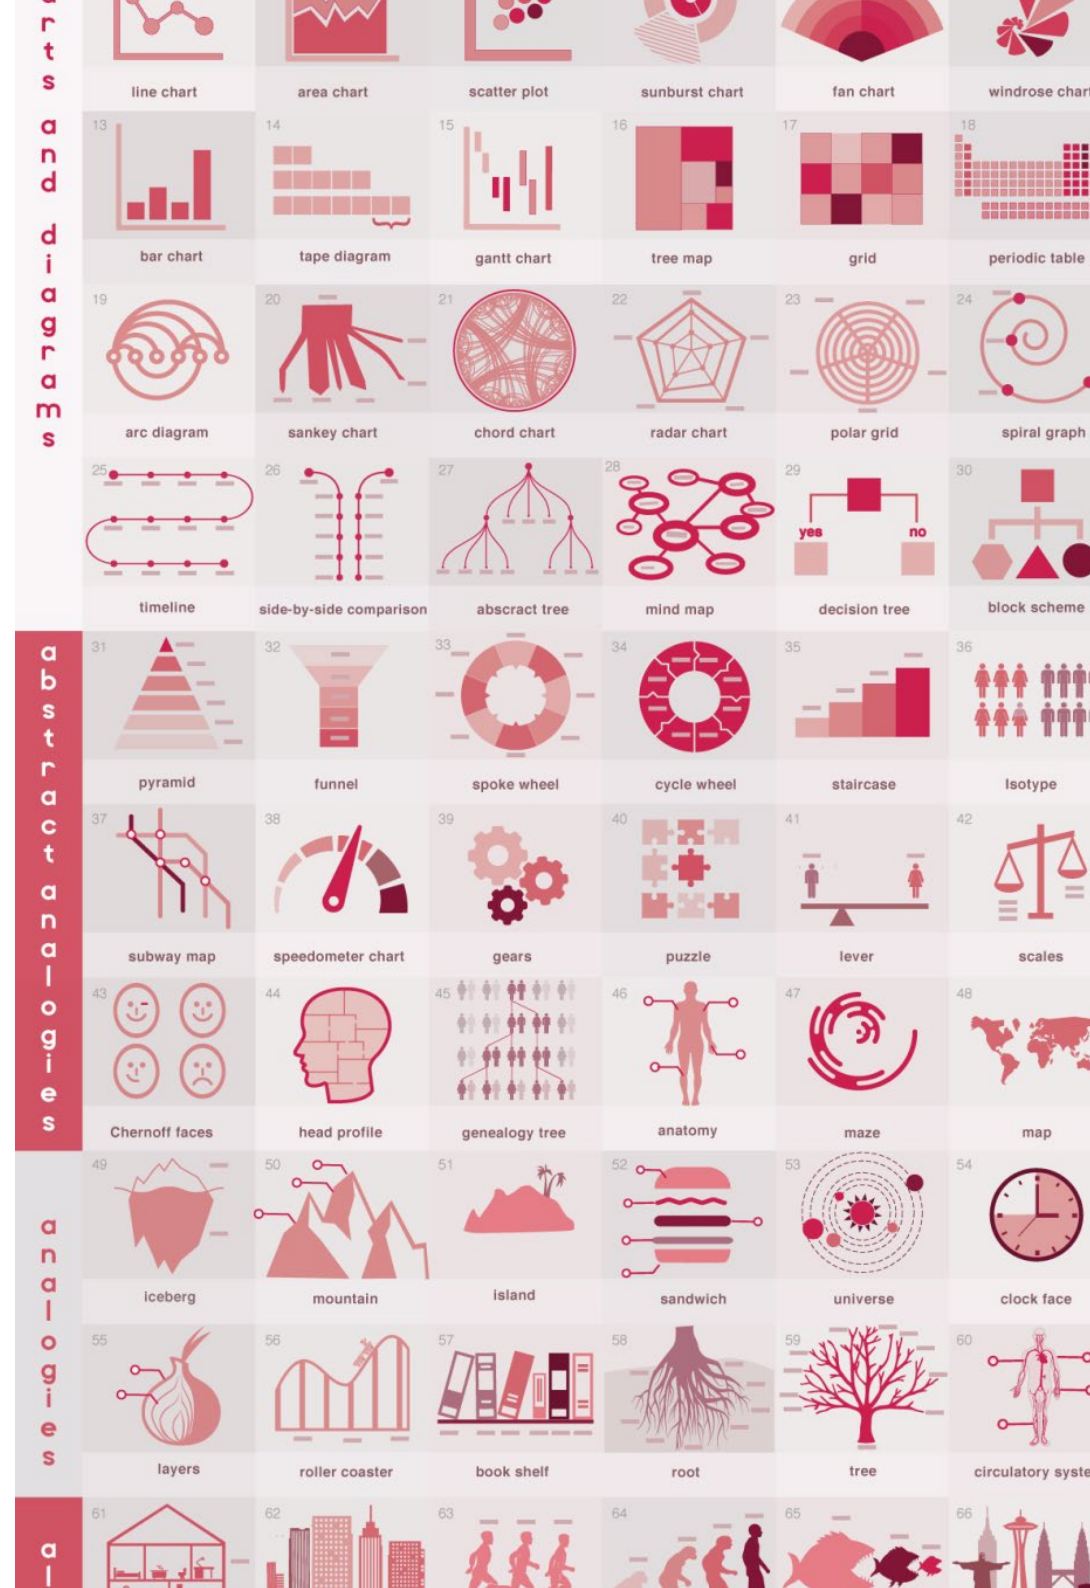 arts and diagrams
line chart
area chart
scatter plot
sunburst chart
fan chart
windrose chart
13
14
15
16
17
18
bar chart
tape diagram
gantt chart
tree map
grid
periodic table
19
20
21
22
23
24
arc diagram
sankey chart
chord chart
radar chart
polar grid
spiral graph
25
26
27
28
29
30
yes
no
timeline
side-by-side comparison
abscract tree
mind map
decision tree
block scheme
abstract analogies
31
32
33
34
35
36
pyramid
funnel
spoke wheel
cycle wheel
staircase
Isotype
37
38
39
40
41
42
subway map
speedometer chart
gears
puzzle
lever
scales
43
44
45
46
47
48
Chernoff faces
head profile
genealogy tree
anatomy
maze
map
analogies
49
50
51
52
53
54
iceberg
mountain
island
sandwich
universe
clock face
55
56
57
58
59
60
layers
roller coaster
book shelf
root
tree
circulatory syste
al
61
62
63
64
65
66